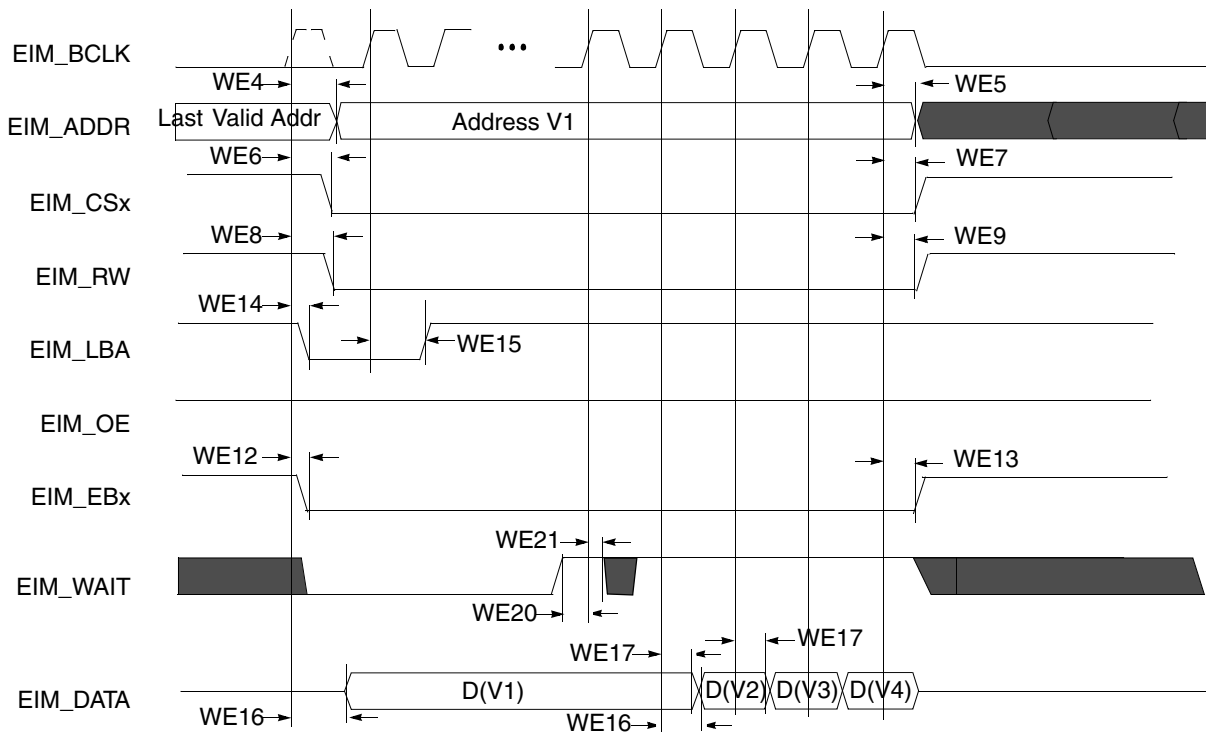 EIM_BCLK
...
WE4
WE5
EIM_ADDR
Last Valid Addr
Address V1
WE6
WE7
EIM_CSx
WE8
WE9
EIM_RW
WE14
EIM_LBA
WE15
EIM_OE
WE12
WE13
EIM_EBx
WE21
EIM_WAIT
WE20
WE17
WE17
EIM_DATA
D(V1)
D(V2)
D(V3)
D(V4)
WE16
WE16